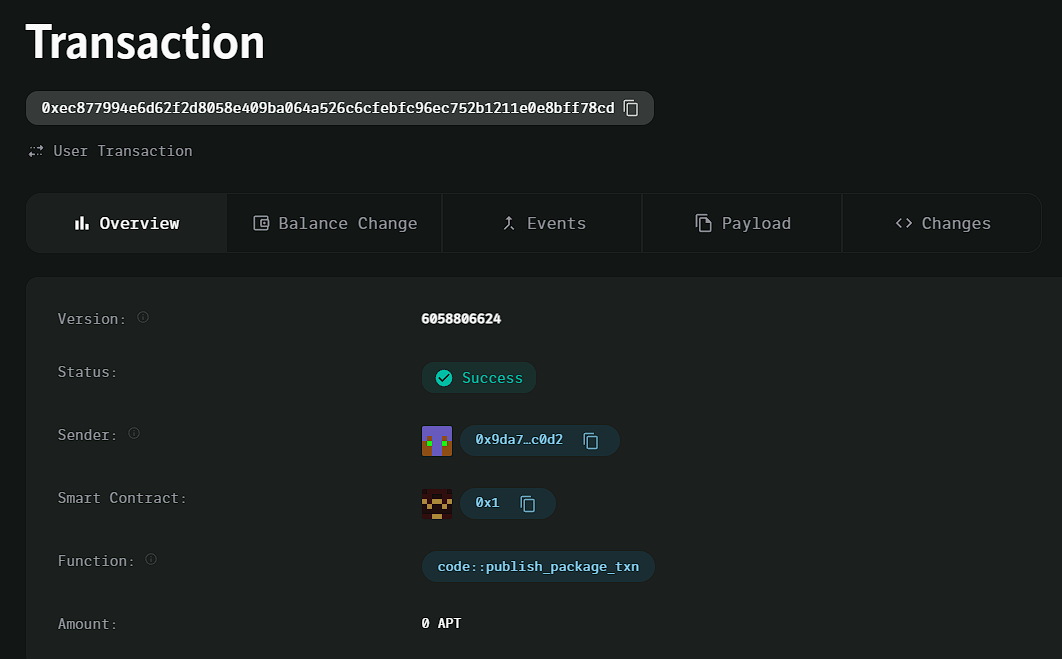 Transaction
0xec877994e6d62f2d8058e409ba064a526c6cfebfc96ec752b1211e0e8bff78cd
User Transaction
Overview Balance Change Events Payload Changes
Version: 6058806624
Status: Success
Sender: 0x9da7…c0d2
Smart Contract: 0x1
Function: code::publish_package_txn
Amount: 0 APT